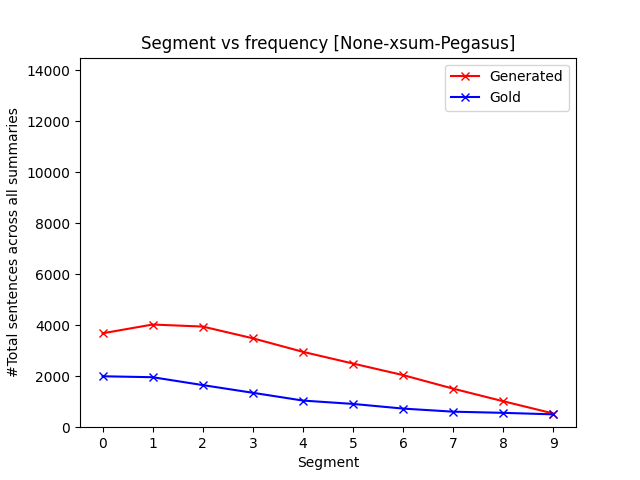 Segment vs frequency [None-xsum-Pegasus]
Generated
Gold
#Total sentences across all summaries
14000
12000
10000
8000
6000
4000
2000
0
0 1 2 3 4 5 6 7 8 9
Segment